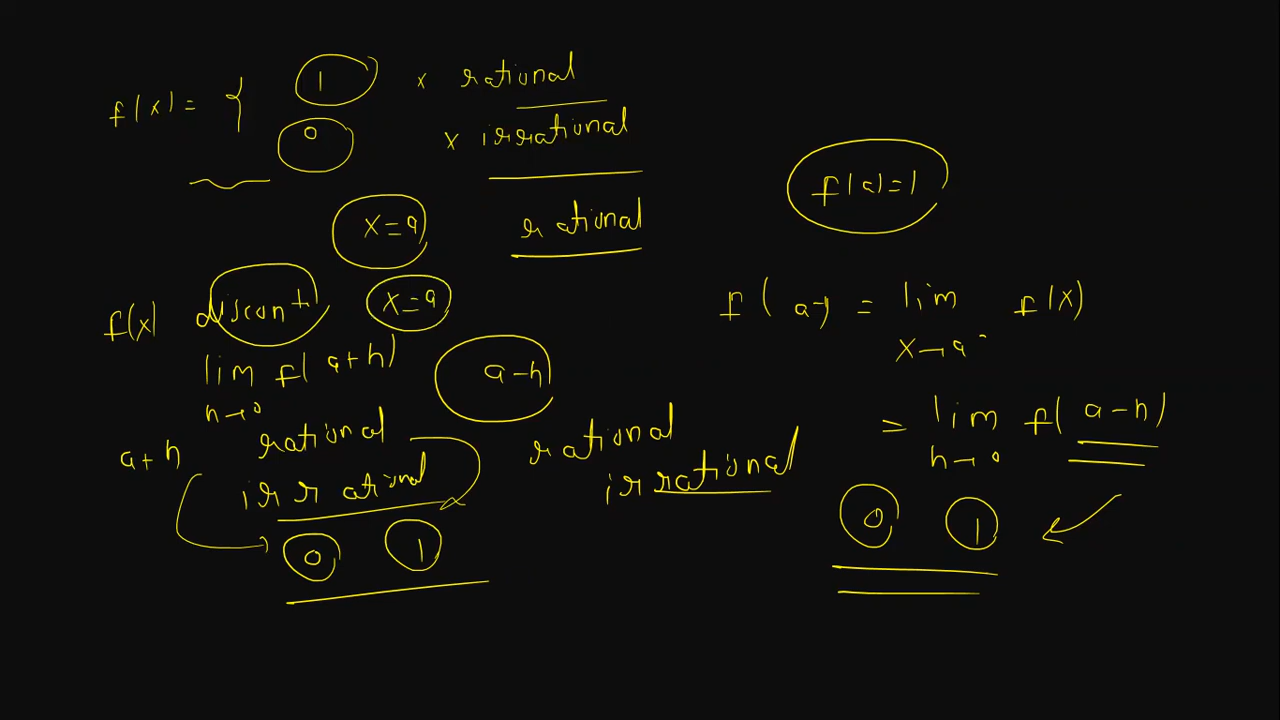 f(x) = { 1 x rational
0 x irrational
x=a rational
f(a)=1
f(x) discont x=a
lim f(a+h)
h→0
a-h
a+h rational
irrational
0 1
rational
irrational
f(a-) = lim f(x)
x→a-
= lim f(a-h)
h→0
0 1